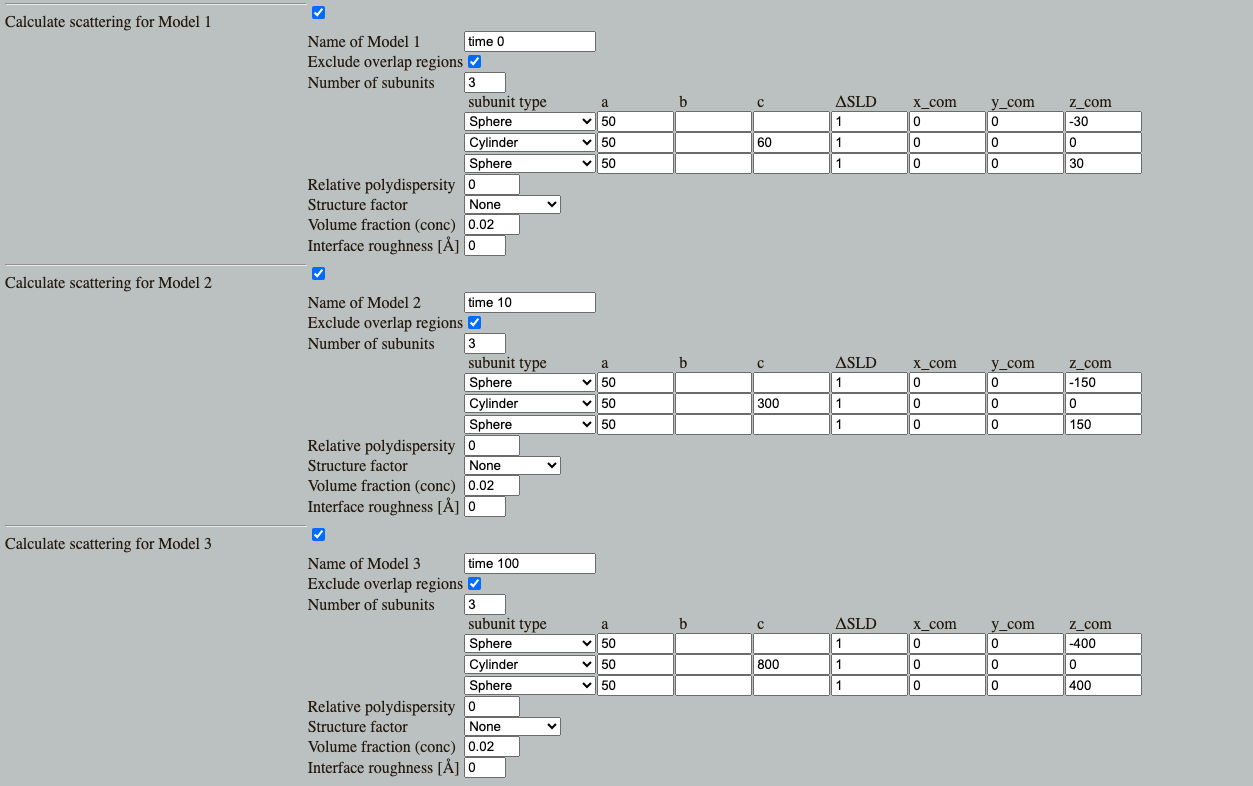 Calculate scattering for Model 1
Name of Model 1 time 0
Exclude overlap regions
Number of subunits 3
subunit type a b c ΔSLD x_com y_com z_com
Sphere 50 1 0 0 -30
Cylinder 50 60 1 0 0 0
Sphere 50 1 0 0 30
Relative polydispersity 0
Structure factor None
Volume fraction (conc) 0.02
Interface roughness [Å] 0
Calculate scattering for Model 2
Name of Model 2 time 10
Exclude overlap regions
Number of subunits 3
subunit type a b c ΔSLD x_com y_com z_com
Sphere 50 1 0 0 -150
Cylinder 50 300 1 0 0 0
Sphere 50 1 0 0 150
Relative polydispersity 0
Structure factor None
Volume fraction (conc) 0.02
Interface roughness [Å] 0
Calculate scattering for Model 3
Name of Model 3 time 100
Exclude overlap regions
Number of subunits 3
subunit type a b c ΔSLD x_com y_com z_com
Sphere 50 1 0 0 -400
Cylinder 50 800 1 0 0 0
Sphere 50 1 0 0 400
Relative polydispersity 0
Structure factor None
Volume fraction (conc) 0.02
Interface roughness [Å] 0